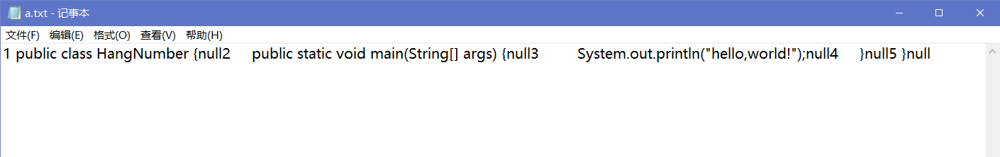 a.txt - 记事本
文件(F) 编辑(E) 格式(O) 查看(V) 帮助(H)
1 public class HangNumber {null2     public static void main(String[] args) {null3         System.out.println("hello,world!");null4     }null5 }null